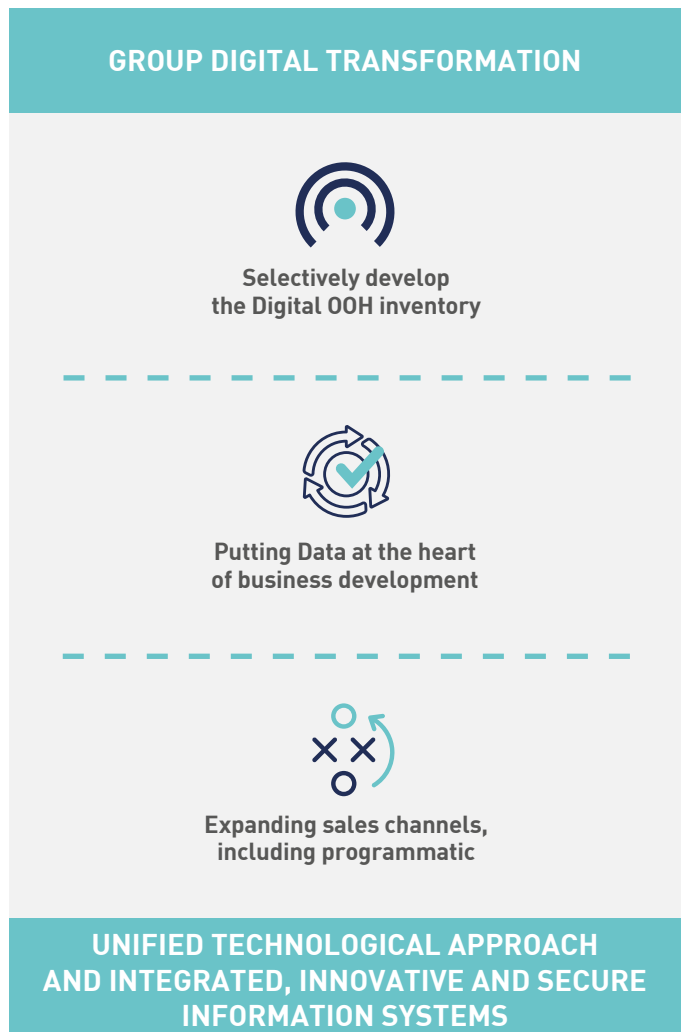 GROUP DIGITAL TRANSFORMATION
Selectively develop
the Digital OOH inventory
Putting Data at the heart
of business development
Expanding sales channels,
including programmatic
UNIFIED TECHNOLOGICAL APPROACH
AND INTEGRATED, INNOVATIVE AND SECURE
INFORMATION SYSTEMS